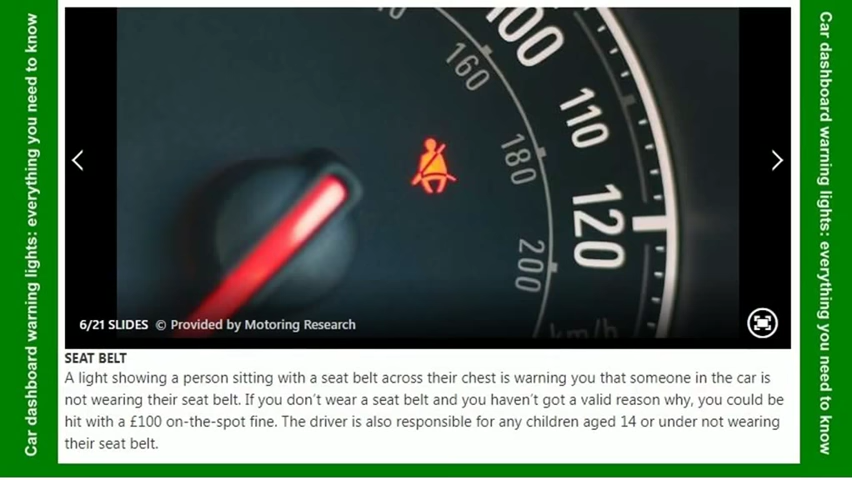 Car dashboard warning lights: everything you need to know
100
160
110
180
120
200
km/h
6/21 SLIDES © Provided by Motoring Research
SEAT BELT
A light showing a person sitting with a seat belt across their chest is warning you that someone in the car is
not wearing their seat belt. If you don't wear a seat belt and you haven't got a valid reason why, you could be
hit with a £100 on-the-spot fine. The driver is also responsible for any children aged 14 or under not wearing
their seat belt.
Car dashboard warning lights: everything you need to know